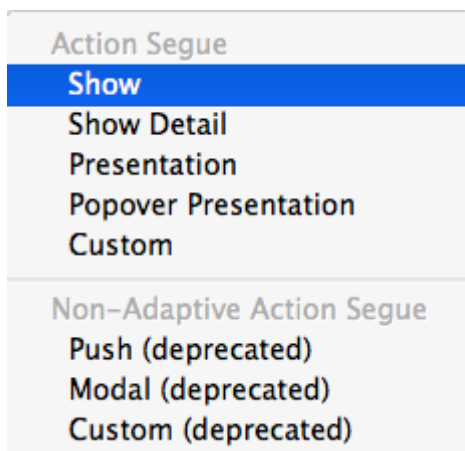 Action Segue
Show
Show Detail
Presentation
Popover Presentation
Custom
Non-Adaptive Action Segue
Push (deprecated)
Modal (deprecated)
Custom (deprecated)